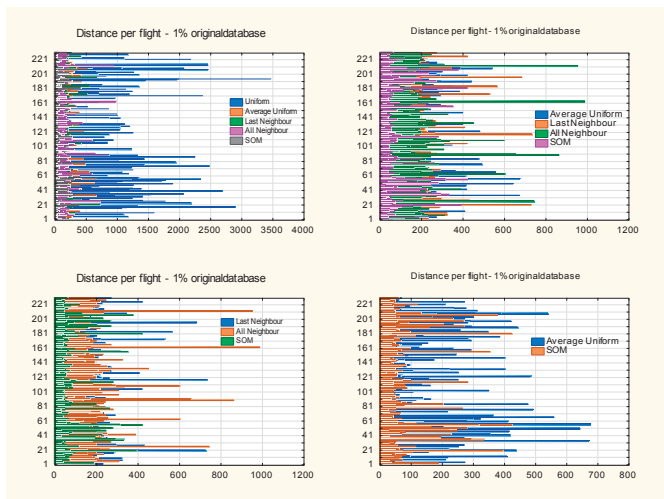 Distance per flight - 1% originaldatabase
221
201
181
161
141
121
101
81
61
41
21
1
Uniform
Average Uniform
Last Neighbour
All Neighbour
SOM
0 500 1000 1500 2000 2500 3000 3500 4000
Distance per flight - 1% originaldatabase
221
201
181
161
141
121
101
81
61
41
21
1
Average Uniform
Last Neighbour
All Neighbour
SOM
0 200 400 600 800 1000 1200
Distance per flight - 1% originaldatabase
221
201
181
161
141
121
101
81
61
41
21
1
Last Neighbour
All Neighbour
SOM
0 200 400 600 800 1000 1200
Distance per flight - 1% originaldatabase
221
201
181
161
141
121
101
81
61
41
21
1
Average Uniform
SOM
0 100 200 300 400 500 600 700 800